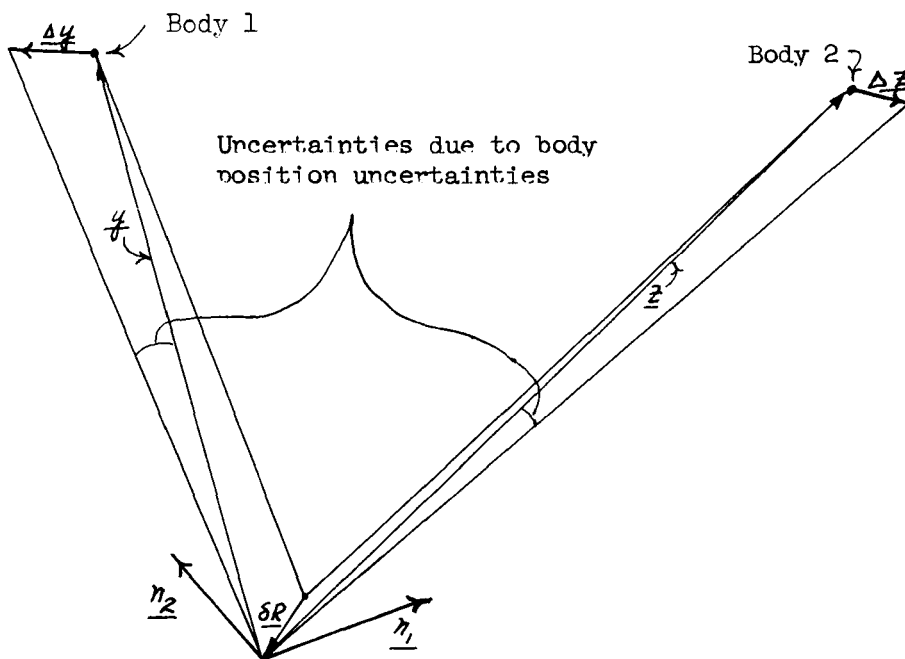 Δy
Body 1
Body 2
Δz
Uncertainties due to body
position uncertainties
y
z
n2
δR
n1